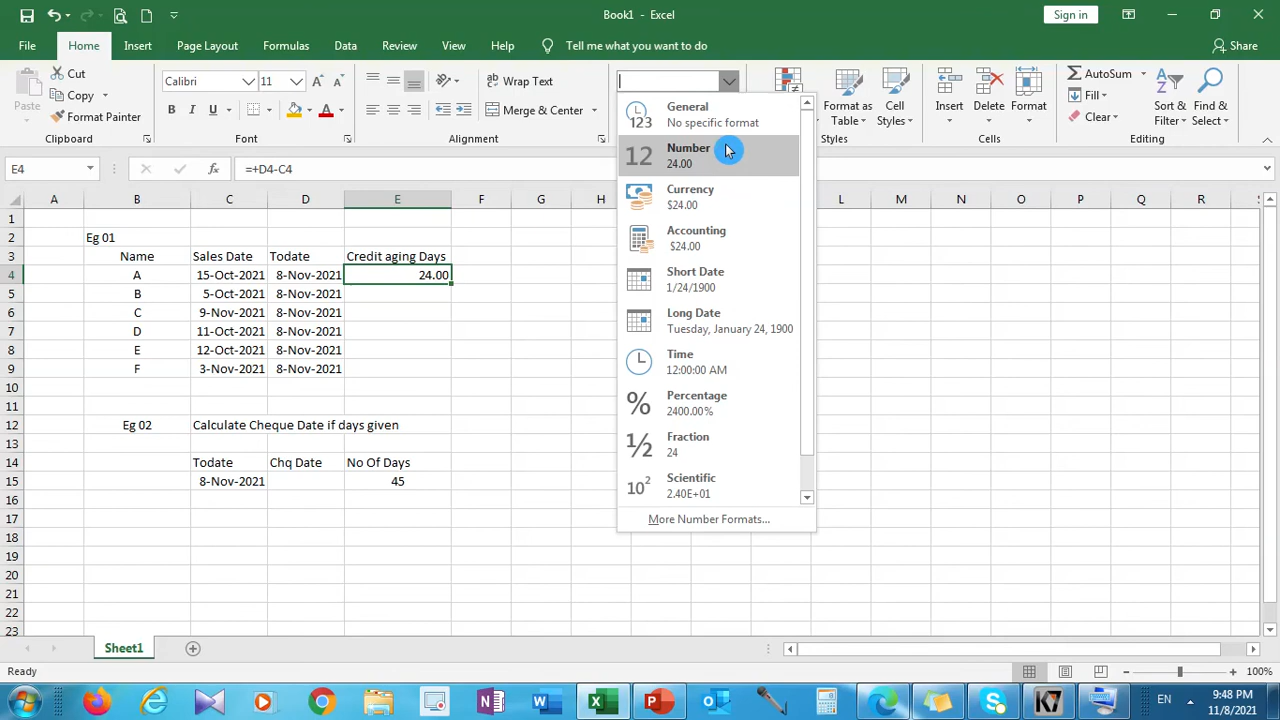 Book1 - Excel
Sign in
File Home Insert Page Layout Formulas Data Review View Help Tell me what you want to do Share
Paste
Cut
Copy
Format Painter
Clipboard
Calibri 11
B I U A
Font
ab Wrap Text
Merge & Center
Alignment
Format as Table
Cell Styles
Styles
Insert Delete Format
Cells
AutoSum
Fill
Clear
Sort & Filter
Find & Select
Editing
E4 fx =+D4-C4
A B C D E F G H L M N O P Q R
1
2 Eg 01
3 Name Sales Date Todate Credit aging Days
4 A 15-Oct-2021 8-Nov-2021 24.00
5 B 5-Oct-2021 8-Nov-2021
6 C 9-Nov-2021 8-Nov-2021
7 D 11-Oct-2021 8-Nov-2021
8 E 12-Oct-2021 8-Nov-2021
9 F 3-Nov-2021 8-Nov-2021
10
11
12 Eg 02 Calculate Cheque Date if days given
13
14 Todate Chq Date No Of Days
15 8-Nov-2021 45
16
17
18
19
20
21
22
23
123 General
No specific format
12 Number
24.00
Currency
$24.00
Accounting
$24.00
Short Date
1/24/1900
Long Date
Tuesday, January 24, 1900
Time
12:00:00 AM
% Percentage
2400.00%
½ Fraction
24
10² Scientific
2.40E+01
More Number Formats...
Sheet1
Ready
100%
EN
9:48 PM
11/8/2021